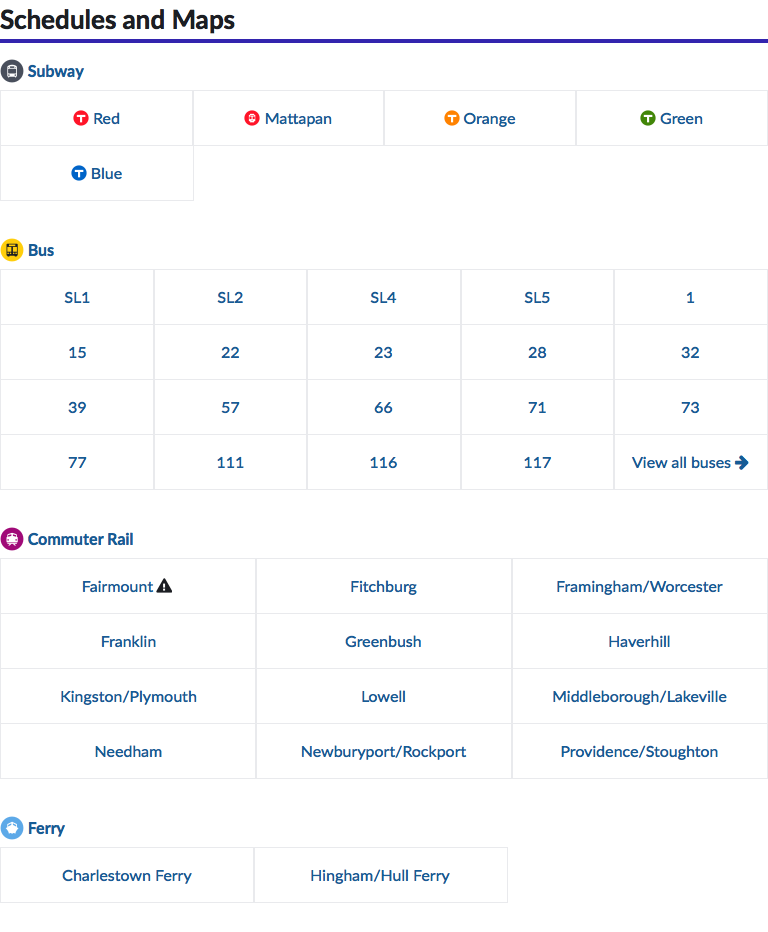 Schedules and Maps
Subway
Red Mattapan Orange Green
Blue
Bus
SL1 SL2 SL4 SL5 1
15 22 23 28 32
39 57 66 71 73
77 111 116 117 View all buses
Commuter Rail
Fairmount Fitchburg Framingham/Worcester
Franklin Greenbush Haverhill
Kingston/Plymouth Lowell Middleborough/Lakeville
Needham Newburyport/Rockport Providence/Stoughton
Ferry
Charlestown Ferry Hingham/Hull Ferry